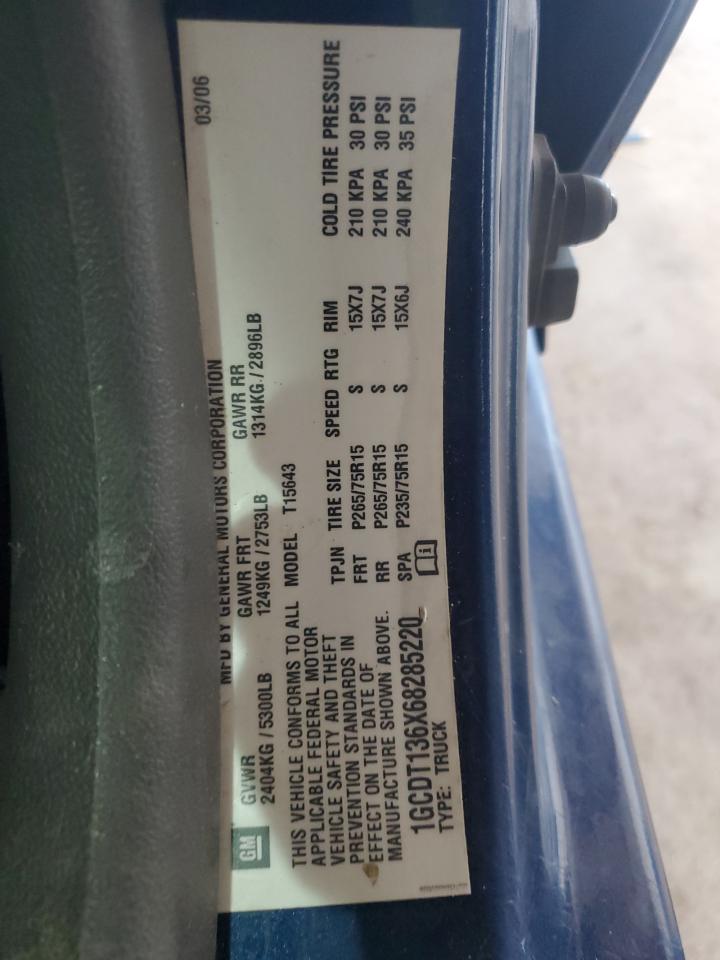 03/06
MFD BY GENERAL MOTORS CORPORATION
GM
GVWR GAWR FRT GAWR RR
2404KG / 5300LB 1249KG / 2753LB 1314KG / 2896LB
THIS VEHICLE CONFORMS TO ALL
APPLICABLE FEDERAL MOTOR
VEHICLE SAFETY AND THEFT
PREVENTION STANDARDS IN
EFFECT ON THE DATE OF
MANUFACTURE SHOWN ABOVE.
MODEL T15643
TPJN TIRE SIZE SPEED RTG RIM COLD TIRE PRESSURE
FRT P265/75R15 S 15X7J 210 KPA 30 PSI
RR P265/75R15 S 15X7J 210 KPA 30 PSI
SPA P235/75R15 S 15X6J 240 KPA 35 PSI
1GCDT136X68285220
TYPE: TRUCK